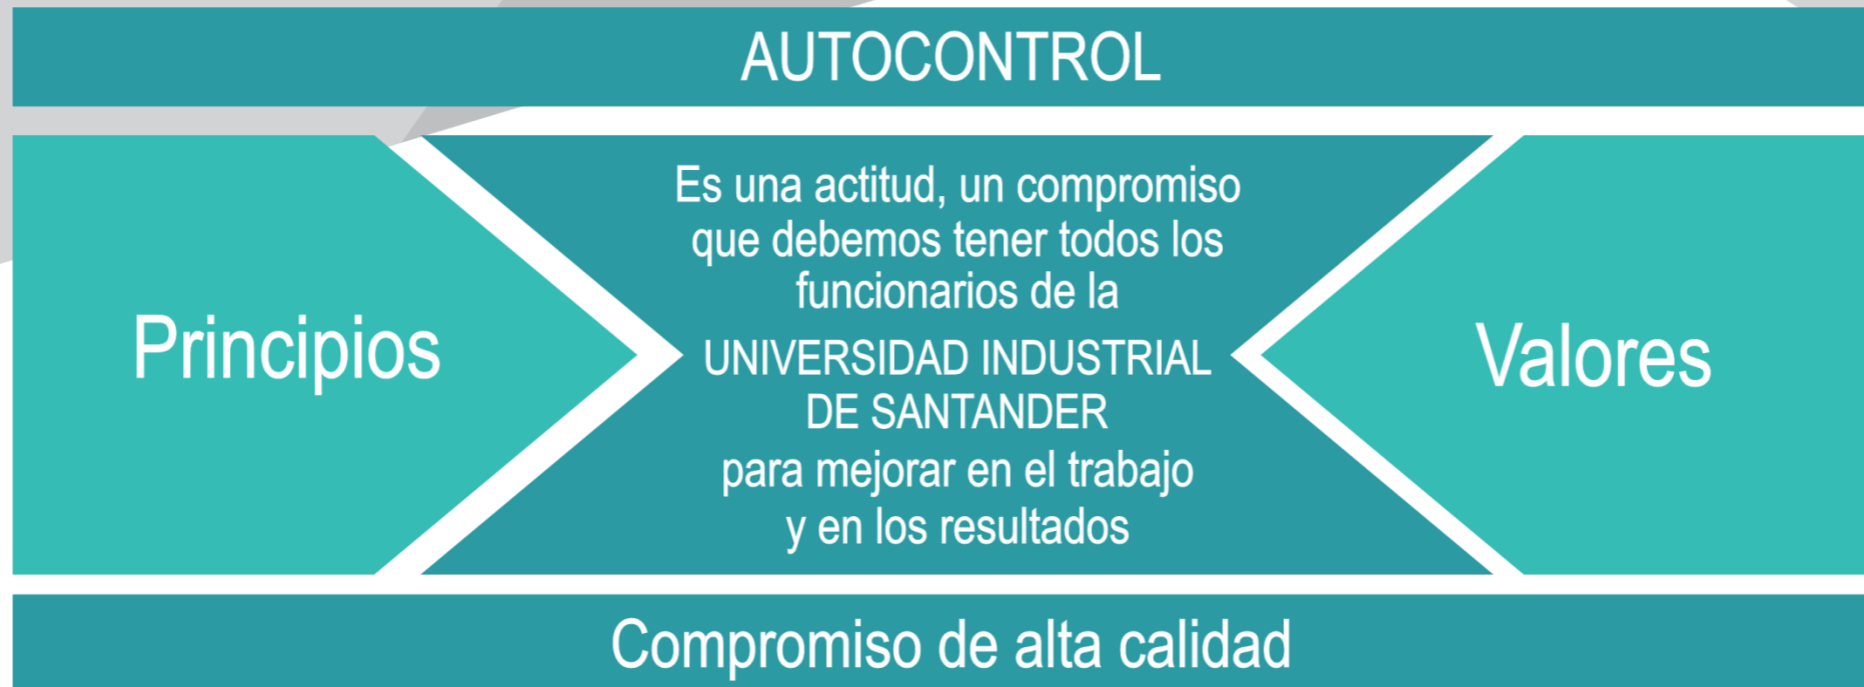 AUTOCONTROL
Principios
Es una actitud, un compromiso
que debemos tener todos los
funcionarios de la
UNIVERSIDAD INDUSTRIAL
DE SANTANDER
para mejorar en el trabajo
y en los resultados
Valores
Compromiso de alta calidad